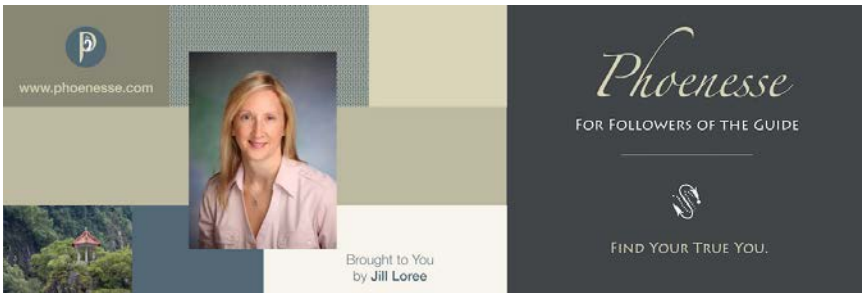 www.phoenesse.com
Brought to You
by Jill Loree
Phoenesse
FOR FOLLOWERS OF THE GUIDE
FIND YOUR TRUE YOU.